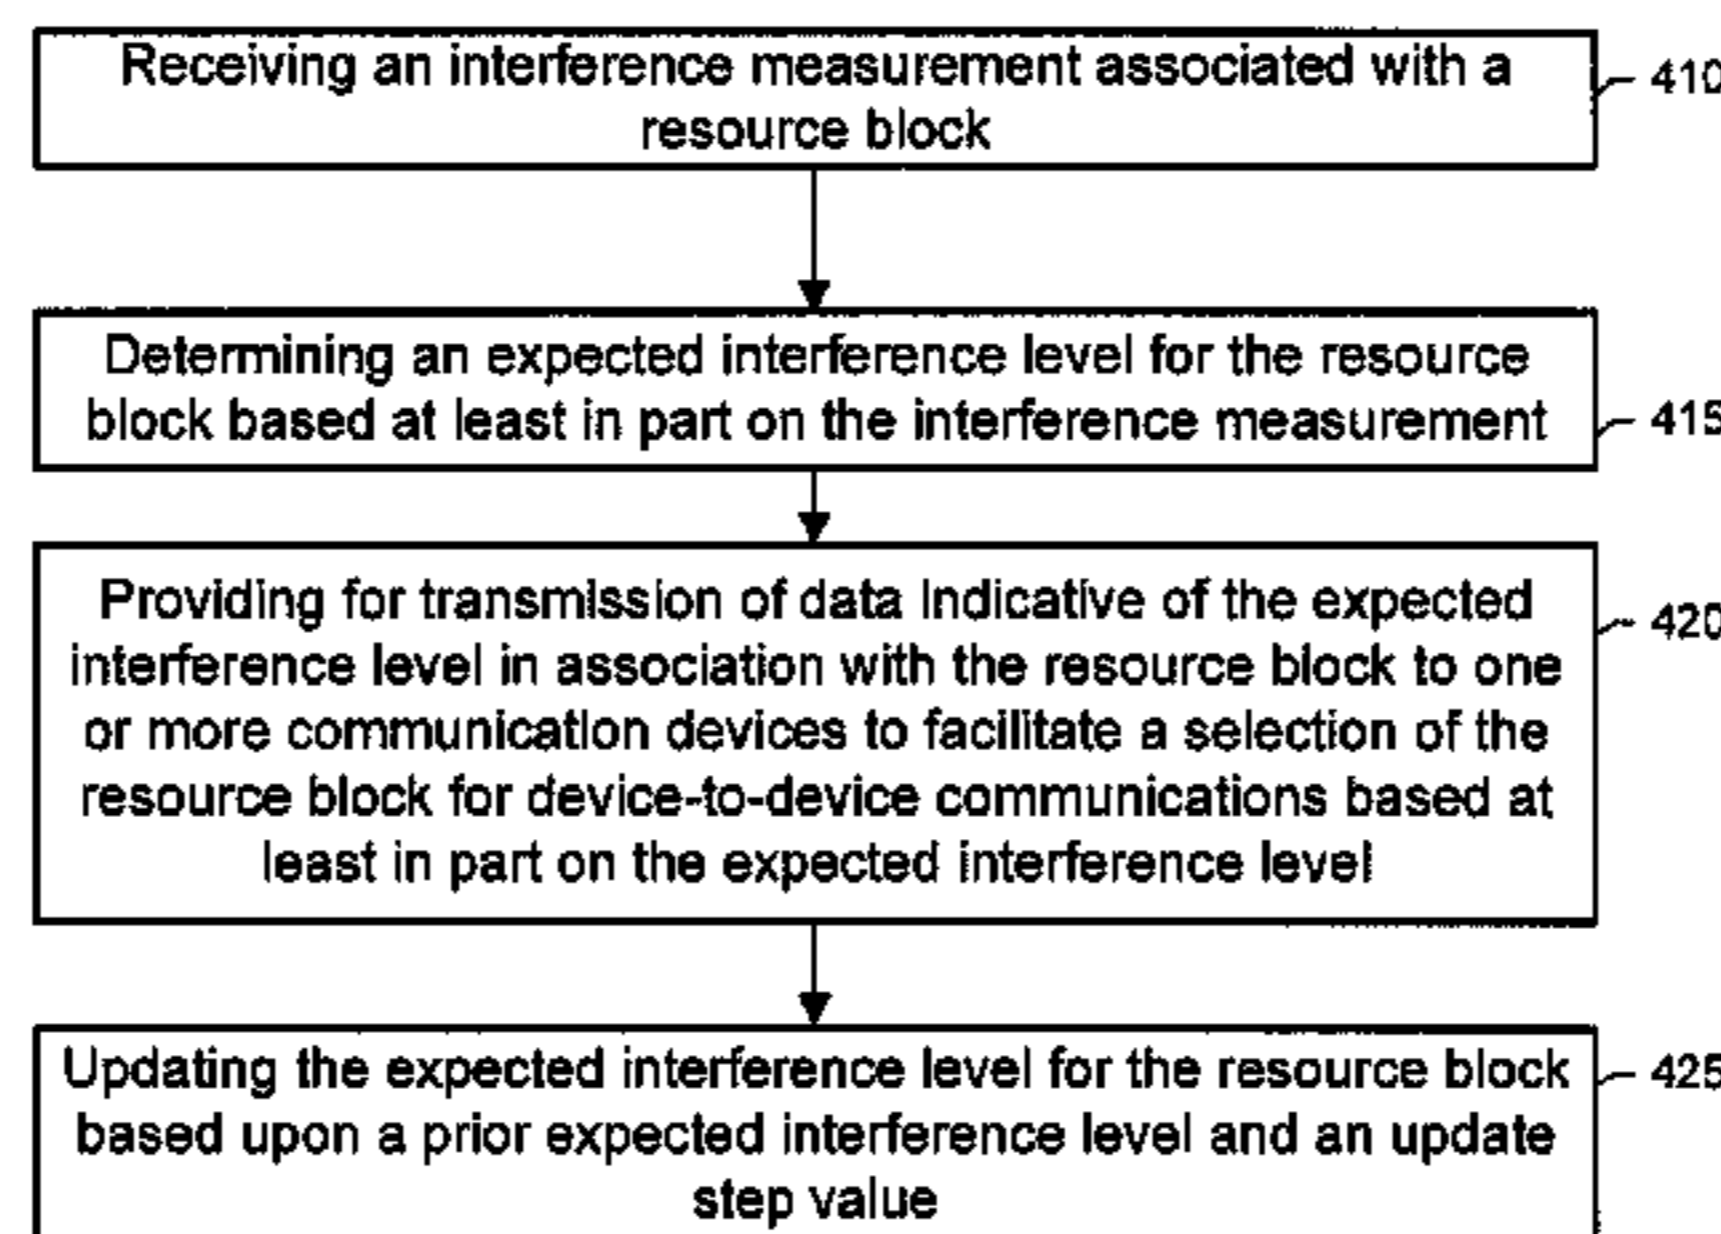 Receiving an interference measurement associated with a
resource block
410
Determining an expected interference level for the resource
block based at least in part on the interference measurement
415
Providing for transmission of data indicative of the expected
interference level in association with the resource block to one
or more communication devices to facilitate a selection of the
resource block for device-to-device communications based at
least in part on the expected interference level
420
Updating the expected interference level for the resource block
based upon a prior expected interference level and an update
step value
425